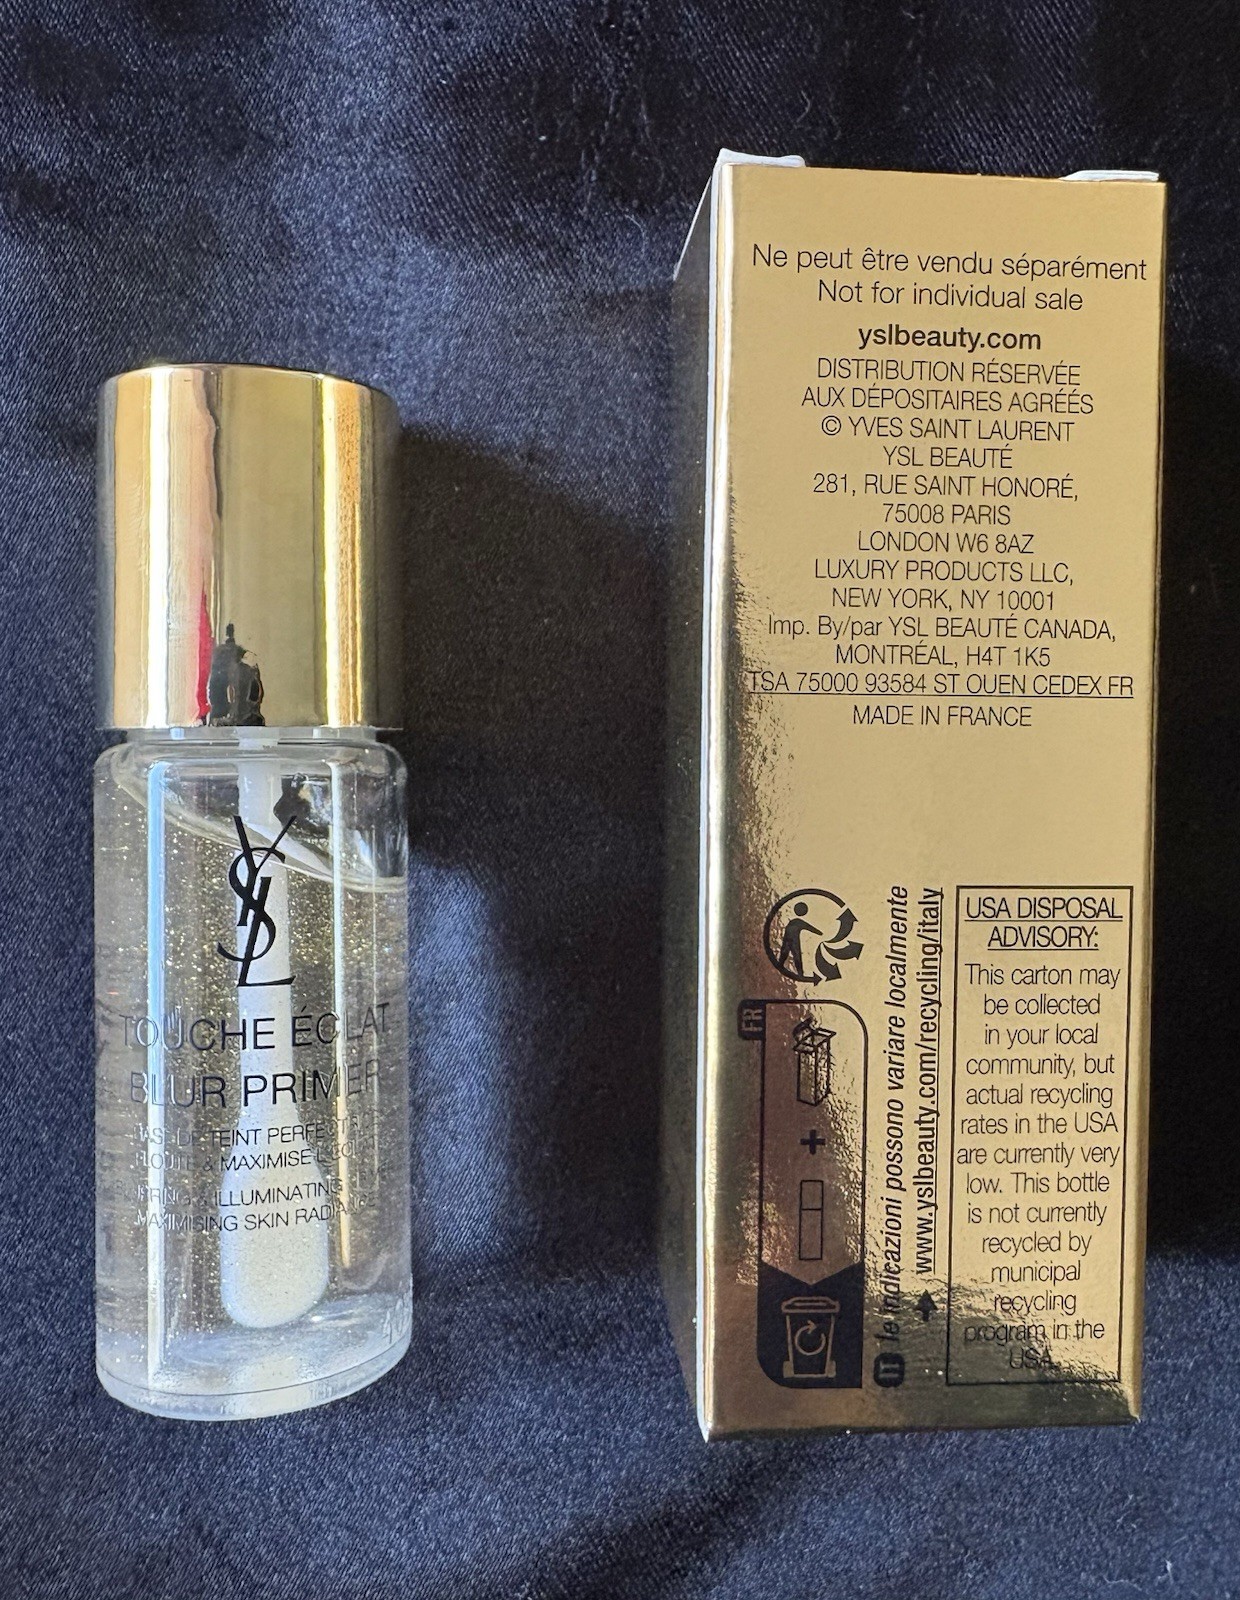 YSL
TOUCHE ÉCLAT
BLUR PRIMER
TEINT
& MAXIMISE
ILLUMINATING
MAXIMISING SKIN
Ne peut être vendu séparément
Not for individual sale
yslbeauty.com
DISTRIBUTION RÉSERVÉE
AUX DÉPOSITAIRES AGRÉÉS
© YVES SAINT LAURENT
YSL BEAUTÉ
281, RUE SAINT HONORÉ,
75008 PARIS
LONDON W6 8AZ
LUXURY PRODUCTS LLC,
NEW YORK, NY 10001
Imp. By/par YSL BEAUTÉ CANADA,
MONTRÉAL, H4T 1K5
TSA 75000 93584 ST OUEN CEDEX FR
MADE IN FRANCE
FR
+
IT le indicazioni possono variare localmente
www.yslbeauty.com/recycling/italy
USA DISPOSAL
ADVISORY:
This carton may
be collected
in your local
community, but
actual recycling
rates in the USA
are currently very
low. This bottle
is not currently
recycled by
municipal
recycling
program in the
USA.